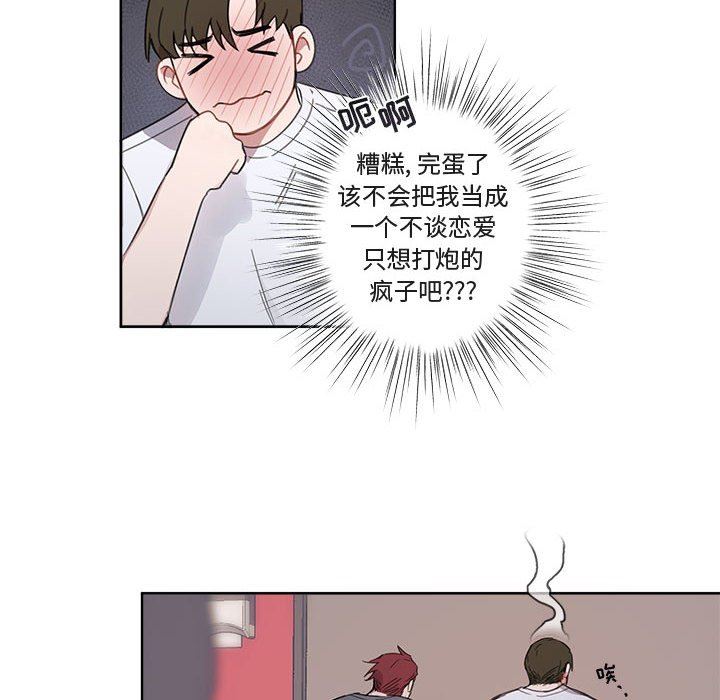 呃啊
糟糕, 完蛋了
该不会把我当成
一个不谈恋爱
只想打炮的
疯子吧???
唉